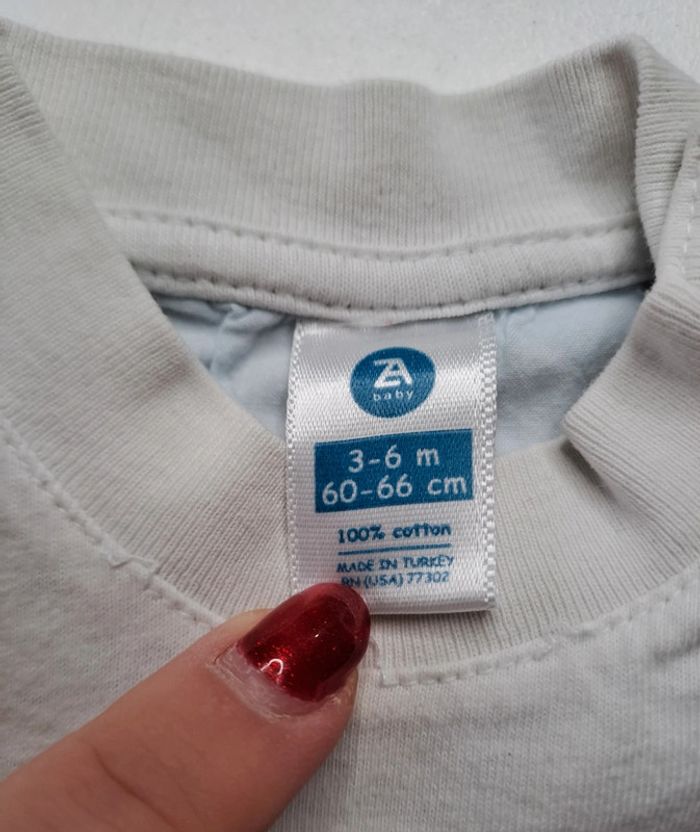 ZA
baby
3-6 m
60-66 cm
100% cotton
MADE IN TURKEY
RN (USA) 77302